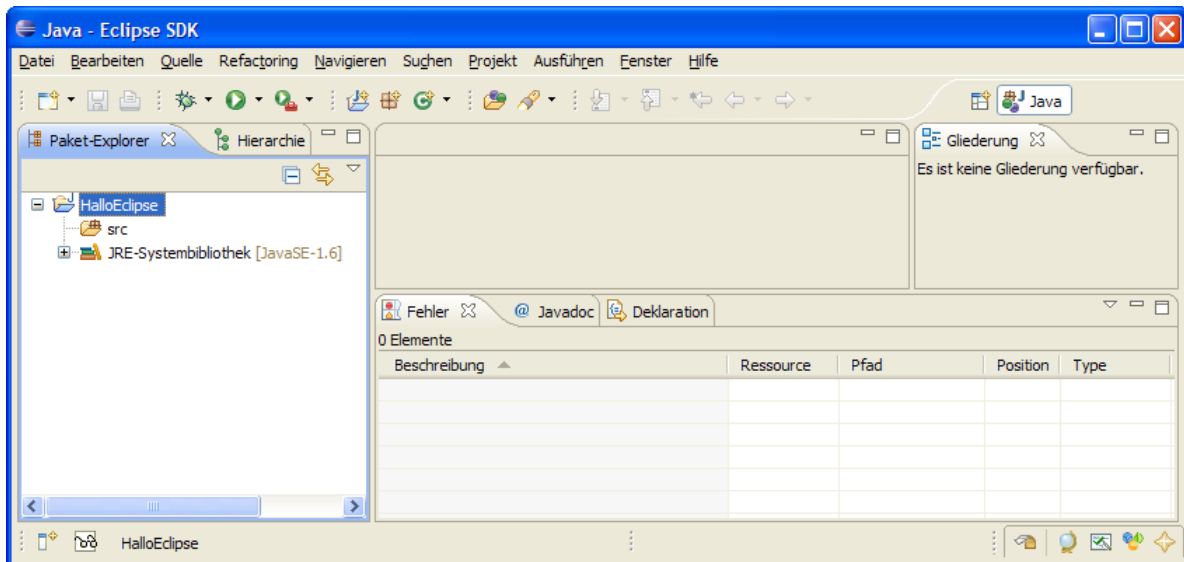 Java - Eclipse SDK
Datei Bearbeiten Quelle Refactoring Navigieren Suchen Projekt Ausführen Fenster Hilfe
Java
Paket-Explorer Hierarchie
Gliederung
Es ist keine Gliederung verfügbar.
HalloEclipse
src
JRE-Systembibliothek [JavaSE-1.6]
Fehler @ Javadoc Deklaration
0 Elemente
Beschreibung Ressource Pfad Position Type
HalloEclipse